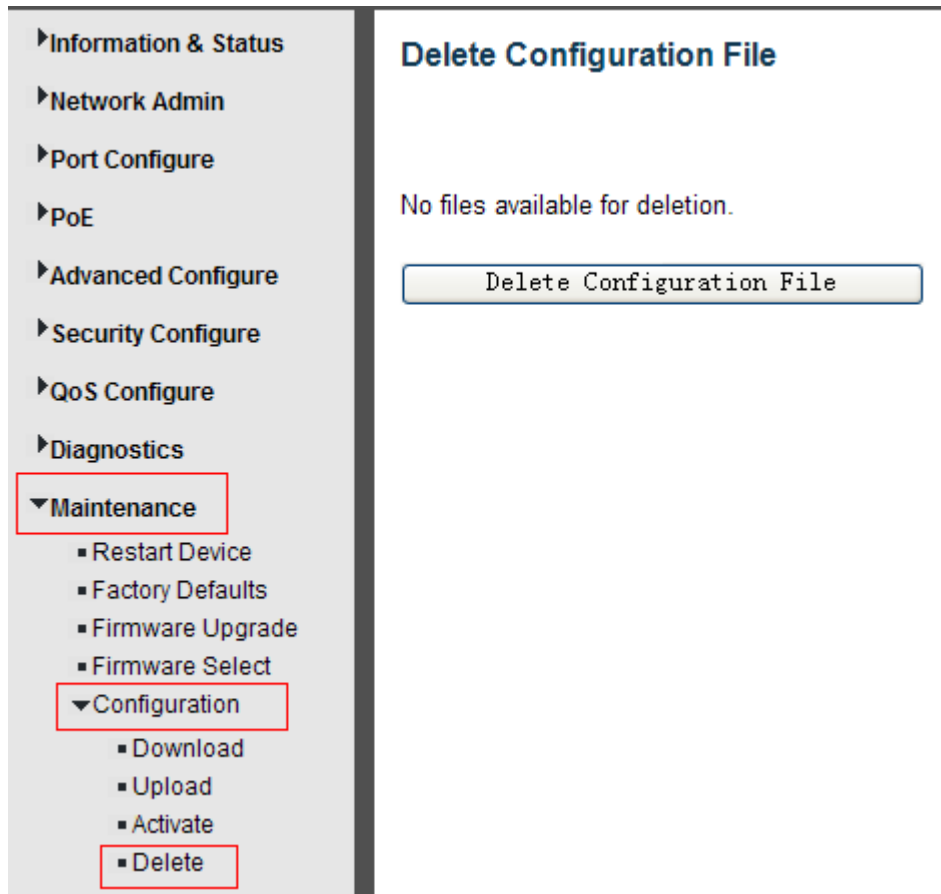 Information & Status
Network Admin
Port Configure
PoE
Advanced Configure
Security Configure
QoS Configure
Diagnostics
Maintenance
Restart Device
Factory Defaults
Firmware Upgrade
Firmware Select
Configuration
Download
Upload
Activate
Delete
Delete Configuration File
No files available for deletion.
Delete Configuration File